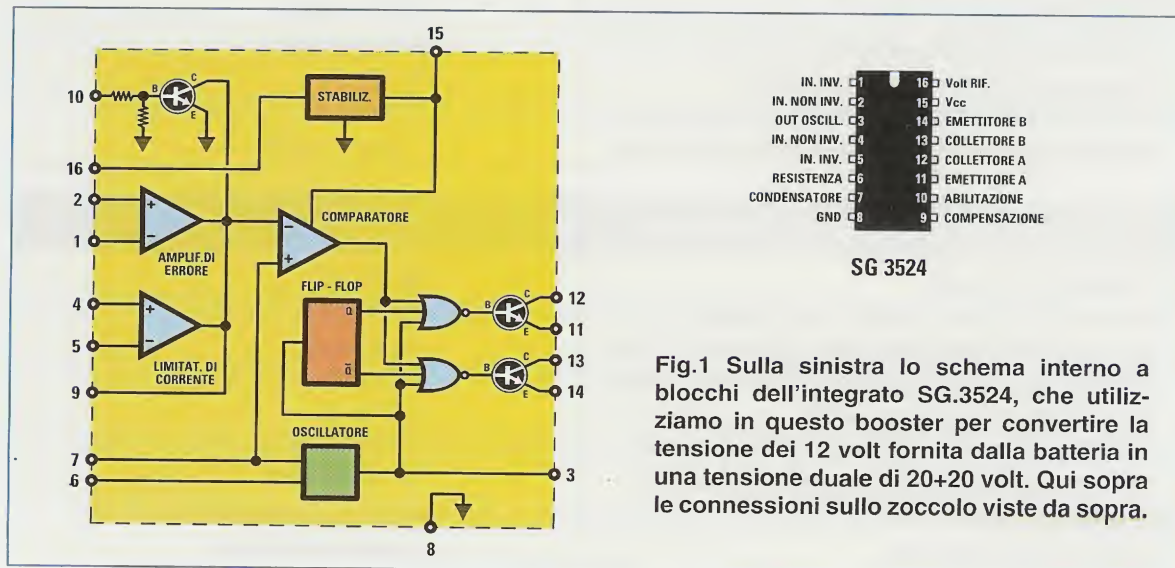 15
10
B
C
E
STABILIZ.
16
2
+
-
1
AMPLIF.DI
ERRORE
COMPARATORE
-
+
FLIP - FLOP
Q
Q̅
4
+
-
5
LIMITAT. DI
CORRENTE
9
B
C
E
12
11
B
C
E
13
14
OSCILLATORE
7
6
3
8
IN. INV. 1
IN. NON INV. 2
OUT OSCILL. 3
IN. NON INV. 4
IN. INV. 5
RESISTENZA 6
CONDENSATORE 7
GND 8
16 Volt RIF.
15 Vcc
14 EMETTITORE B
13 COLLETTORE B
12 COLLETTORE A
11 EMETTITORE A
10 ABILITAZIONE
9 COMPENSAZIONE
SG 3524
Fig.1 Sulla sinistra lo schema interno a
blocchi dell'integrato SG.3524, che utiliz-
ziamo in questo booster per convertire la
tensione dei 12 volt fornita dalla batteria in
una tensione duale di 20+20 volt. Qui sopra
le connessioni sullo zoccolo viste da sopra.